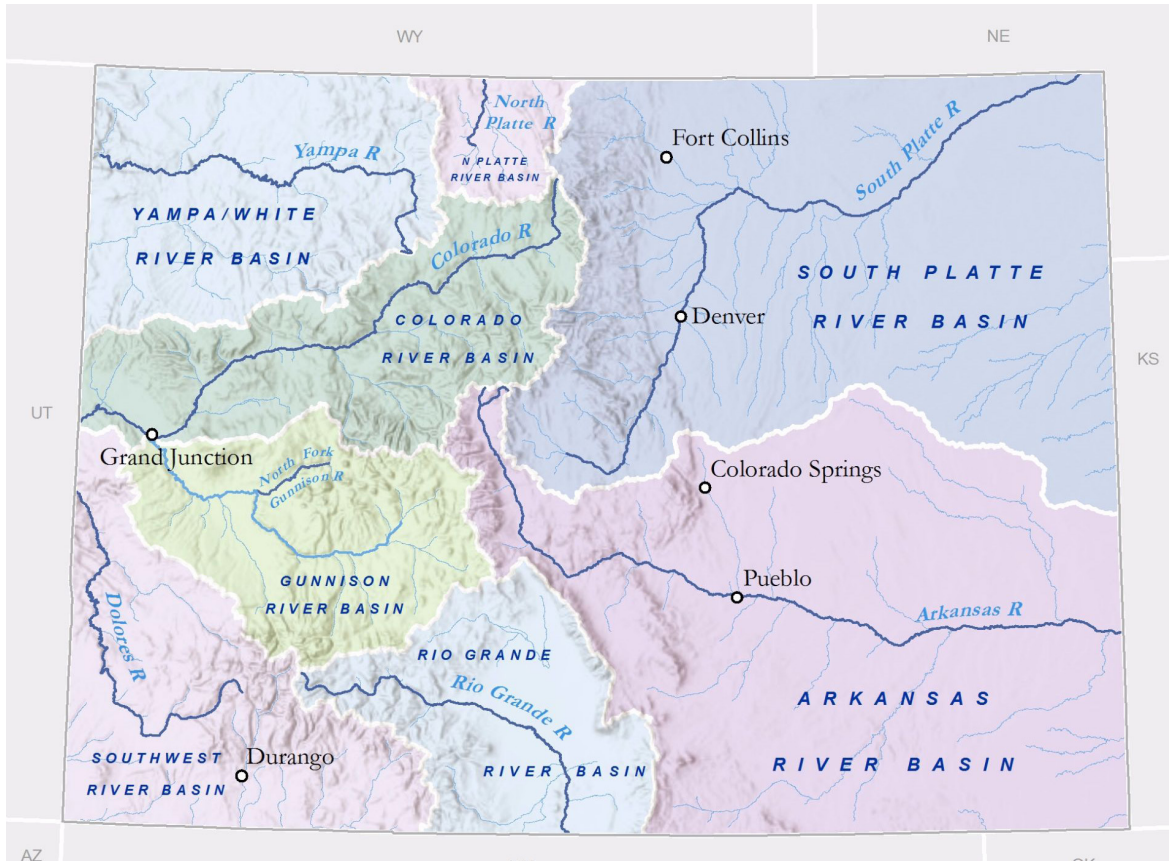 WY
NE
North
Platte R
Fort Collins
South Platte R
Yampa R
N PLATTE
RIVER BASIN
YAMPA/WHITE
RIVER BASIN
Colorado R
SOUTH PLATTE
RIVER BASIN
COLORADO
RIVER BASIN
Denver
KS
UT
Grand Junction
North Fork
Gunnison R
Colorado Springs
GUNNISON
RIVER BASIN
Pueblo
Dolores R
Arkansas R
RIO GRANDE
Rio Grande R
ARKANSAS
RIVER BASIN
SOUTHWEST
RIVER BASIN
Durango
RIVER BASIN
AZ